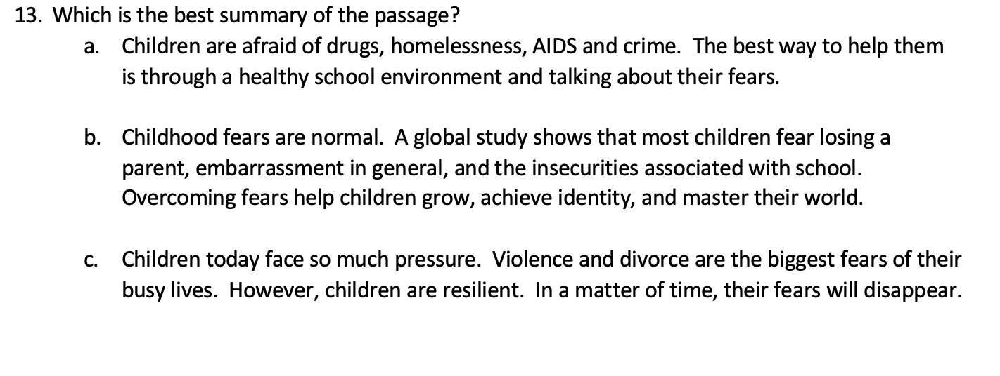 13. Which is the best summary of the passage?
a. Children are afraid of drugs, homelessness, AIDS and crime. The best way to help them
is through a healthy school environment and talking about their fears.
b. Childhood fears are normal. A global study shows that most children fear losing a
parent, embarrassment in general, and the insecurities associated with school.
Overcoming fears help children grow, achieve identity, and master their world.
c. Children today face so much pressure. Violence and divorce are the biggest fears of their
busy lives. However, children are resilient. In a matter of time, their fears will disappear.